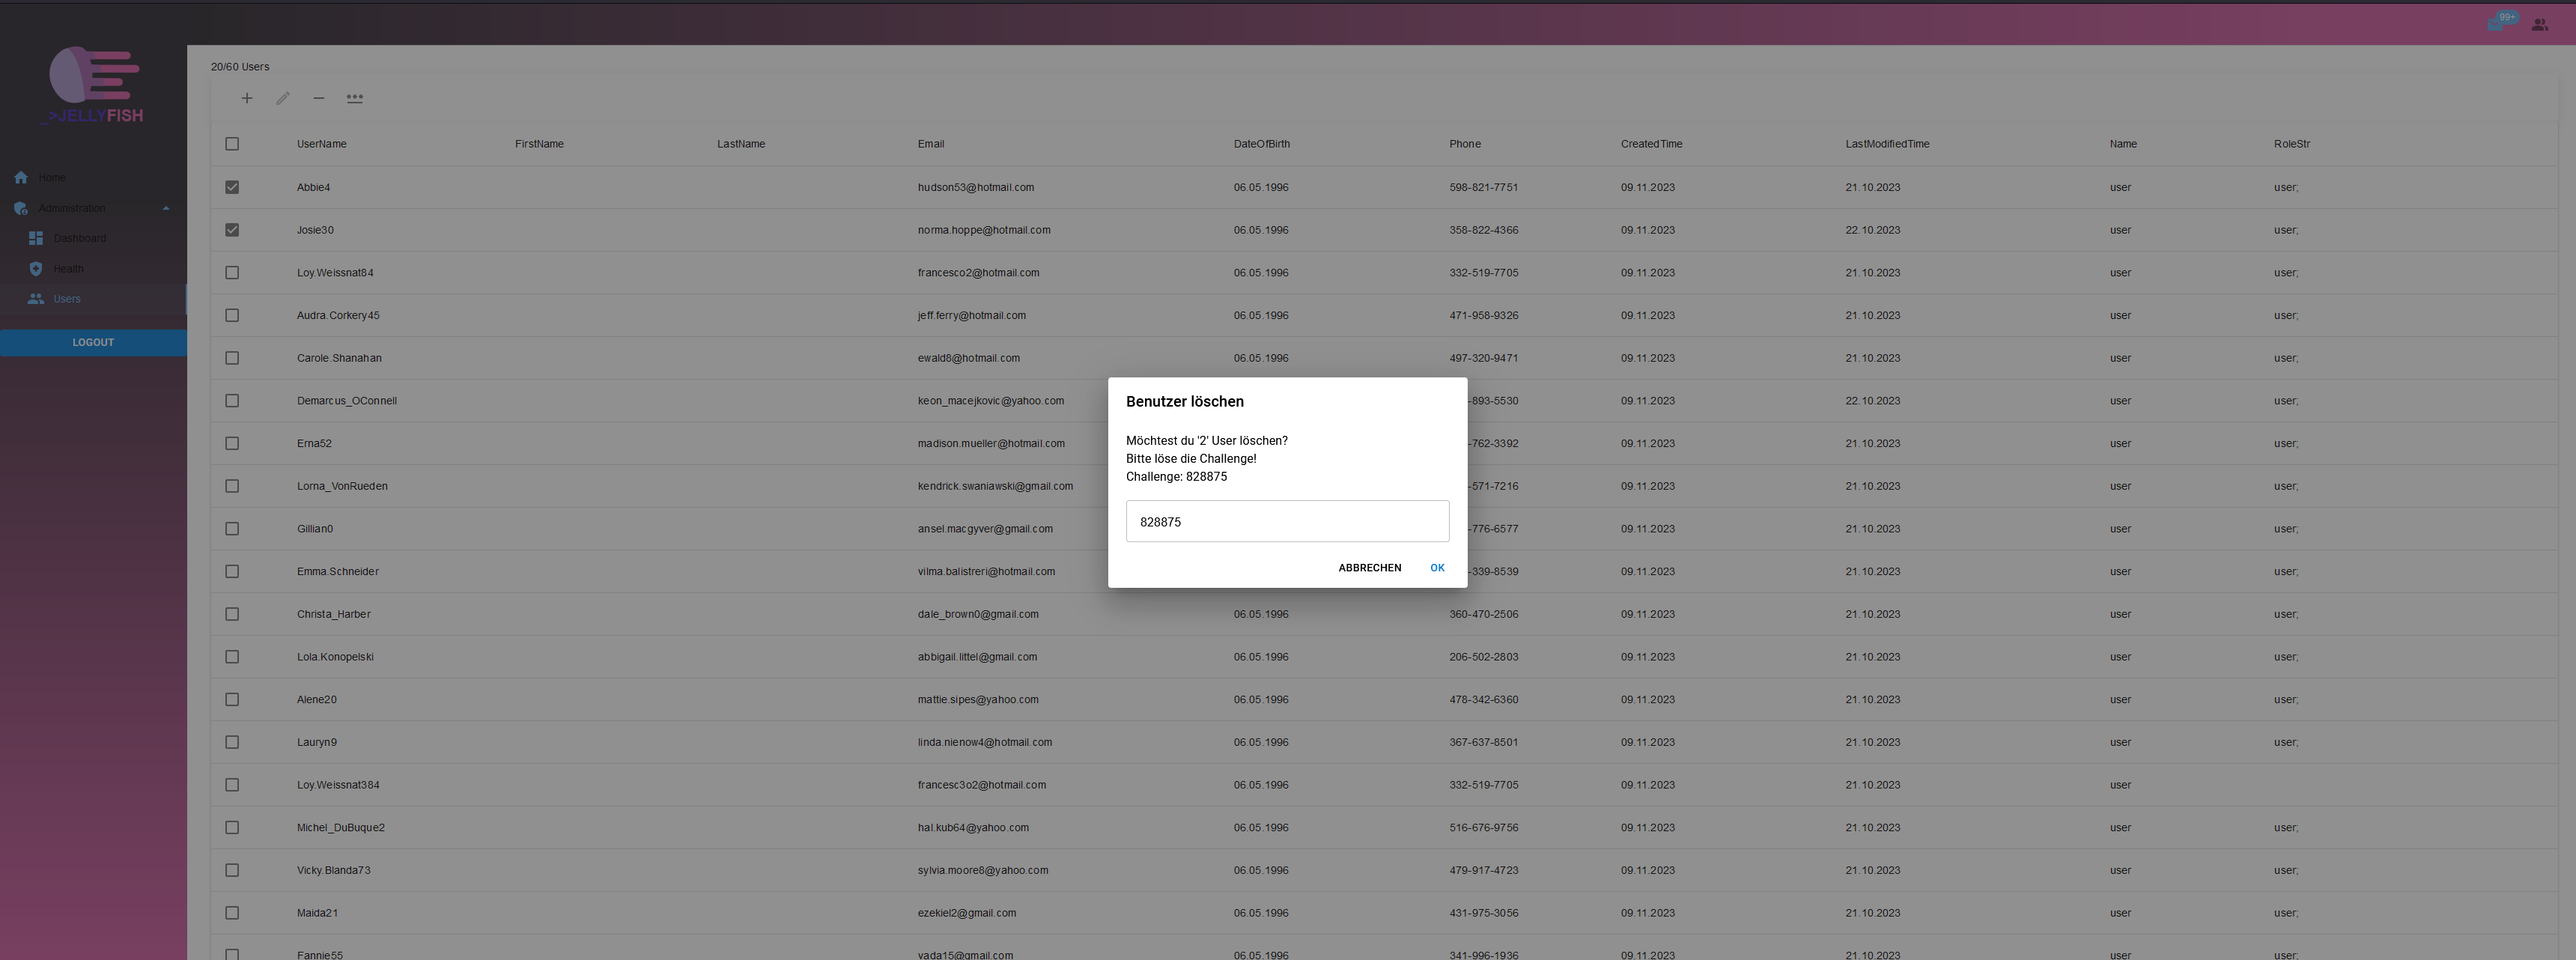 99+
_>JELLYFISH
Home
Administration
Dashboard
Health
Users
LOGOUT
20/60 Users
UserName FirstName LastName Email DateOfBirth Phone CreatedTime LastModifiedTime Name RoleStr
Abbie4 hudson53@hotmail.com 06.05.1996 598-821-7751 09.11.2023 21.10.2023 user user;
Josie30 norma.hoppe@hotmail.com 06.05.1996 358-822-4366 09.11.2023 22.10.2023 user user;
Loy.Weissnat84 francesco2@hotmail.com 06.05.1996 332-519-7705 09.11.2023 21.10.2023 user user;
Audra.Corkery45 jeff.ferry@hotmail.com 06.05.1996 471-958-9326 09.11.2023 21.10.2023 user user;
Carole.Shanahan ewald8@hotmail.com 06.05.1996 497-320-9471 09.11.2023 21.10.2023 user user;
Demarcus_OConnell keon_macejkovic@yahoo.com -893-5530 09.11.2023 22.10.2023 user user;
Erna52 madison.mueller@hotmail.com -762-3392 09.11.2023 21.10.2023 user user;
Lorna_VonRueden kendrick.swaniawski@gmail.com -571-7216 09.11.2023 21.10.2023 user user;
Gillian0 ansel.macgyver@gmail.com -776-6577 09.11.2023 21.10.2023 user user;
Emma.Schneider vilma.balistreri@hotmail.com -339-8539 09.11.2023 21.10.2023 user user;
Christa_Harber dale_brown0@gmail.com 06.05.1996 360-470-2506 09.11.2023 21.10.2023 user user;
Lola.Konopelski abbigail.littel@gmail.com 06.05.1996 206-502-2803 09.11.2023 21.10.2023 user user;
Alene20 mattie.sipes@yahoo.com 06.05.1996 478-342-6360 09.11.2023 21.10.2023 user user;
Lauryn9 linda.nienow4@hotmail.com 06.05.1996 367-637-8501 09.11.2023 21.10.2023 user user;
Loy.Weissnat384 francesc3o2@hotmail.com 06.05.1996 332-519-7705 09.11.2023 21.10.2023 user
Michel_DuBuque2 hal.kub64@yahoo.com 06.05.1996 516-676-9756 09.11.2023 21.10.2023 user user;
Vicky.Blanda73 sylvia.moore8@yahoo.com 06.05.1996 479-917-4723 09.11.2023 21.10.2023 user user;
Maida21 ezekiel2@gmail.com 06.05.1996 431-975-3056 09.11.2023 21.10.2023 user user;
Fannie55 vada15@gmail.com 06.05.1996 341-996-1936 09.11.2023 21.10.2023 user user;
Benutzer löschen
Möchtest du '2' User löschen?
Bitte löse die Challenge!
Challenge: 828875
828875
ABBRECHEN OK